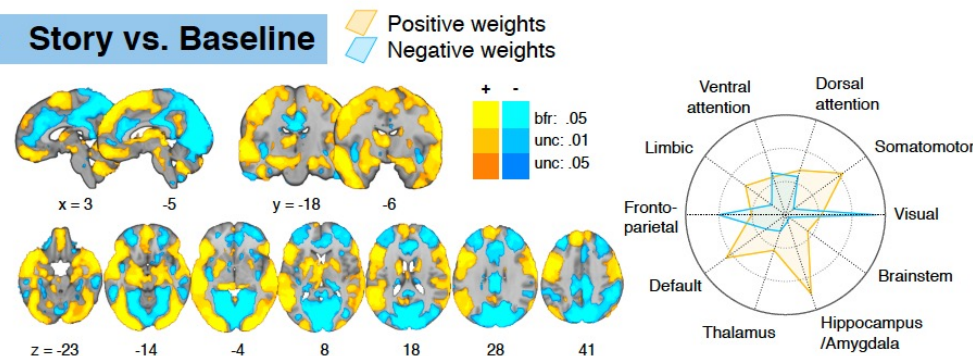 Story vs. Baseline
Positive weights
Negative weights
+ -
bfr: .05
unc: .01
unc: .05
x = 3 -5
y = -18 -6
z = -23 -14 -4 8 18 28 41
Ventral
attention
Dorsal
attention
Limbic
Somatomotor
Fronto-
parietal
Visual
Default
Brainstem
Thalamus
Hippocampus
/Amygdala